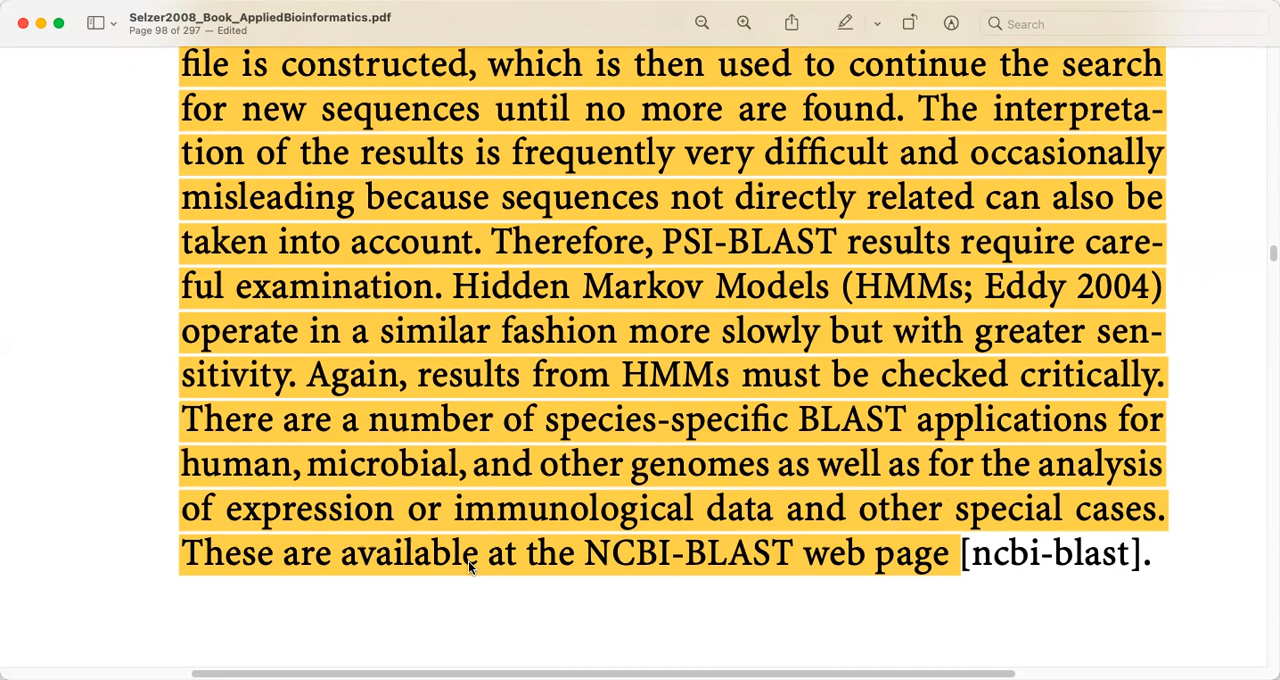 Selzer2008_Book_AppliedBioinformatics.pdf
Page 98 of 297 — Edited
Search
file is constructed, which is then used to continue the search
for new sequences until no more are found. The interpreta-
tion of the results is frequently very difficult and occasionally
misleading because sequences not directly related can also be
taken into account. Therefore, PSI-BLAST results require care-
ful examination. Hidden Markov Models (HMMs; Eddy 2004)
operate in a similar fashion more slowly but with greater sen-
sitivity. Again, results from HMMs must be checked critically.
There are a number of species-specific BLAST applications for
human, microbial, and other genomes as well as for the analysis
of expression or immunological data and other special cases.
These are available at the NCBI-BLAST web page [ncbi-blast].